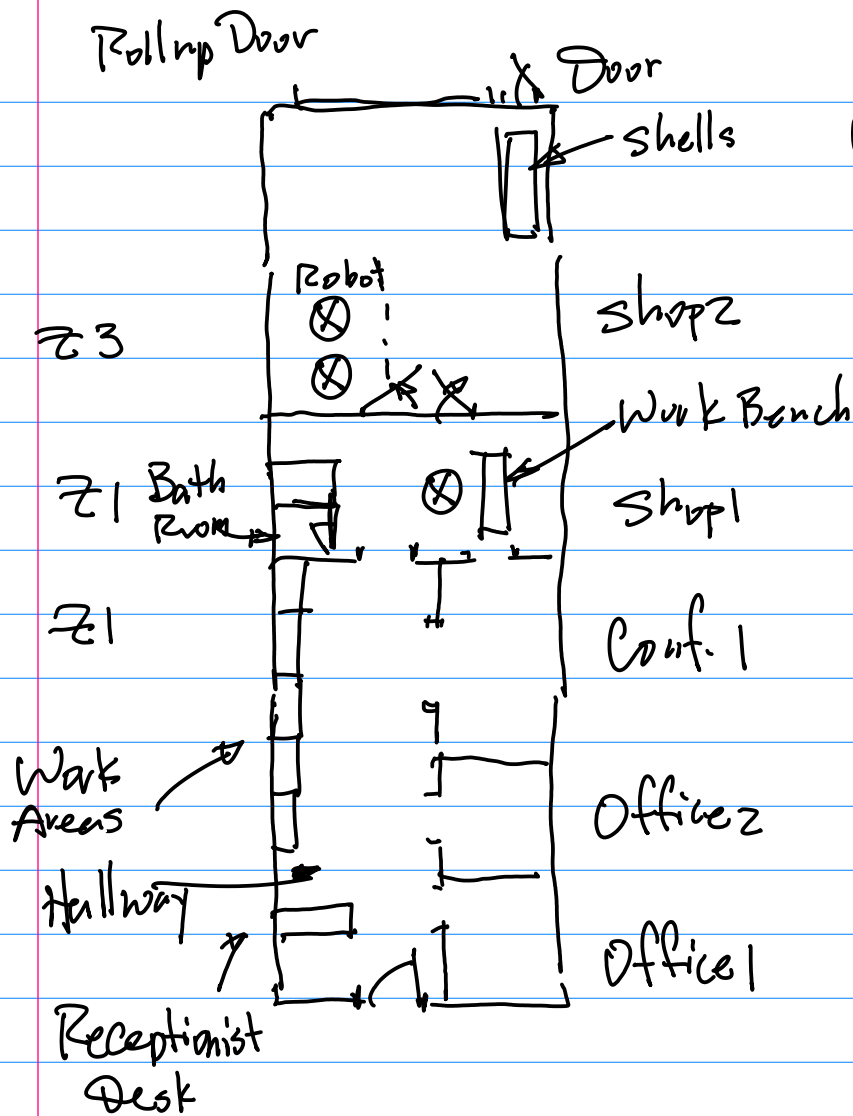 Rollup Door
Door
Shells
Robot
Z3
Shop2
Work Bench
Z1
Bath
Room
Shop1
Z1
Conf. 1
Work
Areas
Office2
Hallway
Office1
Receptionist
Desk